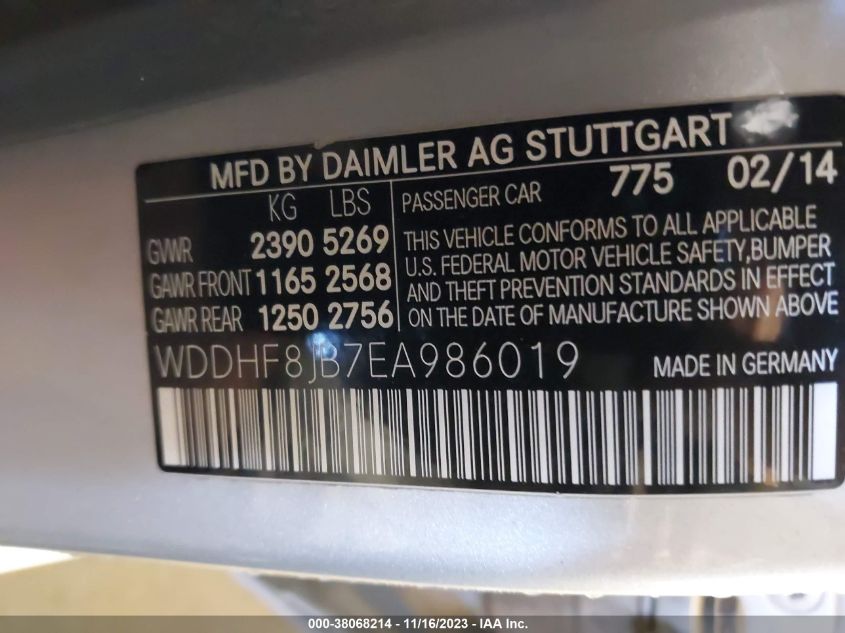 MFD BY DAIMLER AG STUTTGART
KG LBS
GVWR 2390 5269
GAWR FRONT 1165 2568
GAWR REAR 1250 2756
PASSENGER CAR 775 02/14
THIS VEHICLE CONFORMS TO ALL APPLICABLE
U.S. FEDERAL MOTOR VEHICLE SAFETY,BUMPER
AND THEFT PREVENTION STANDARDS IN EFFECT
ON THE DATE OF MANUFACTURE SHOWN ABOVE
WDDHF8JB7EA986019 MADE IN GERMANY
000-38068214 - 11/16/2023 - IAA Inc.